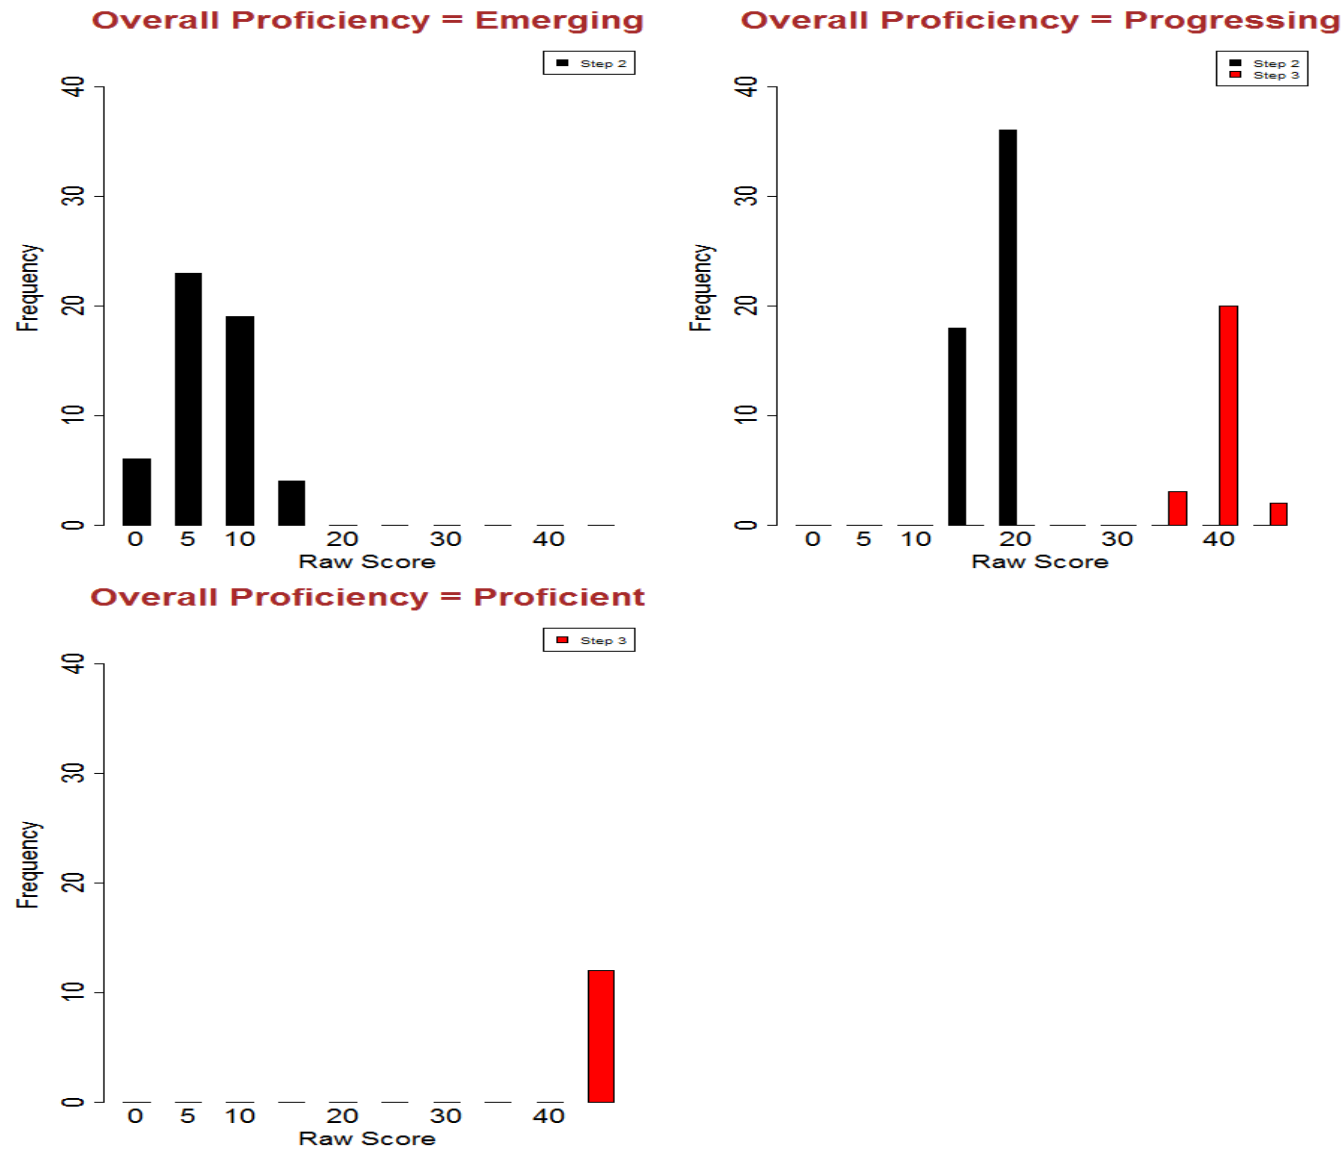 Overall Proficiency = Emerging
Step 2
40
30
20
10
0
Frequency
0 5 10 20 30 40
Raw Score
Overall Proficiency = Progressing
Step 2
Step 3
40
30
20
10
0
Frequency
0 5 10 20 30 40
Raw Score
Overall Proficiency = Proficient
Step 3
40
30
20
10
0
Frequency
0 5 10 20 30 40
Raw Score